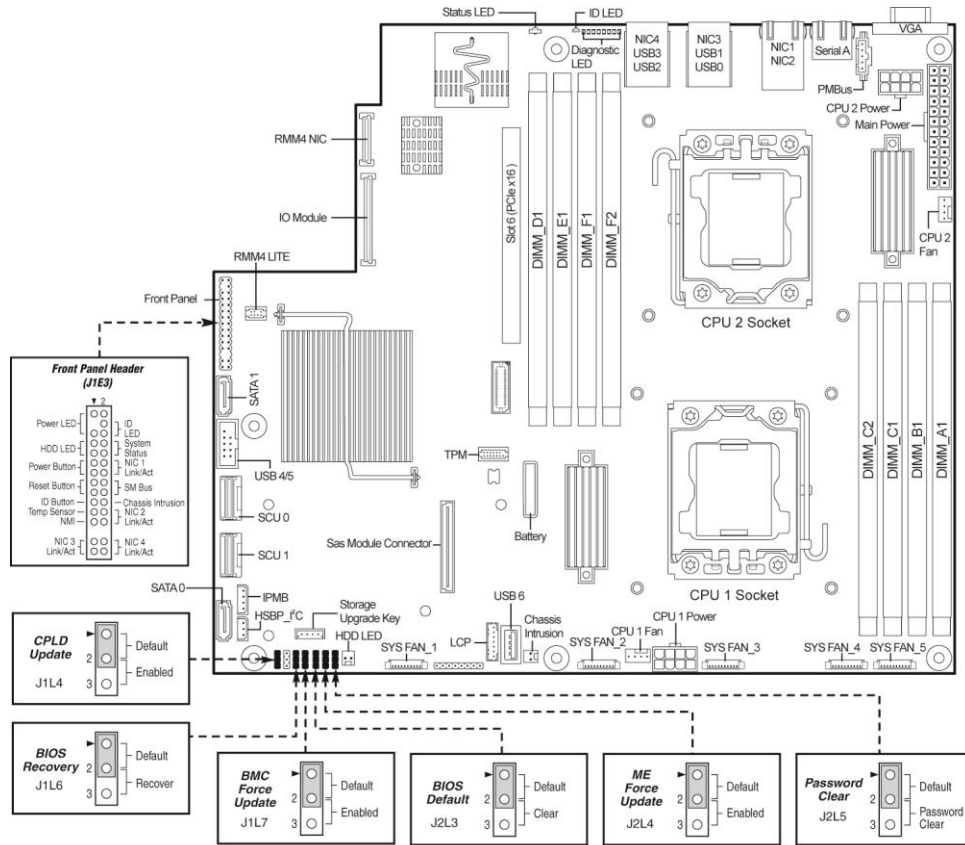 Status LED
ID LED
Diagnostic
LED
NIC4
USB3
USB2
NIC3
USB1
USB0
NIC1
NIC2
Serial A
VGA
PMBus
CPU 2 Power
Main Power
CPU 2
Fan
RMM4 NIC
IO Module
RMM4 LITE
Front Panel
Slot 6 (PCIe x16)
DIMM_D1
DIMM_E1
DIMM_F1
DIMM_F2
CPU 2 Socket
Front Panel Header
(J1E3)
2
Power LED
ID
LED
HDD LED
System
Status
Power Button
NIC 1
Link/Act
Reset Button
SM Bus
ID Button
Chassis Intrusion
Temp Sensor
NIC 2
Link/Act
NMI
NIC 3
Link/Act
NIC 4
Link/Act
SATA 1
USB 4/5
SCU 0
SCU 1
SATA 0
IPMB
HSBP_I²C
Storage
Upgrade Key
HDD LED
TPM
Sas Module Connector
Battery
USB 6
LCP
Chassis
Intrusion
CPU 1 Socket
CPU 1 Power
CPU 1 Fan
DIMM_C2
DIMM_C1
DIMM_B1
DIMM_A1
SYS FAN_1
SYS FAN_2
SYS FAN_3
SYS FAN_4
SYS FAN_5
CPLD
Update
J1L4
2
3
Default
Enabled
BIOS
Recovery
J1L6
2
3
Default
Recover
BMC
Force
Update
J1L7
2
3
Default
Enabled
BIOS
Default
J2L3
2
3
Default
Clear
ME
Force
Update
J2L4
2
3
Default
Enabled
Password
Clear
J2L5
2
3
Default
Password
Clear